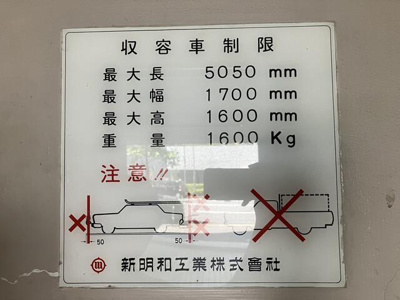 収容車制限
最大長 5050 mm
最大幅 1700 mm
最大高 1600 mm
重量 1600 Kg
注意!!
50 50
新明和工業株式會社